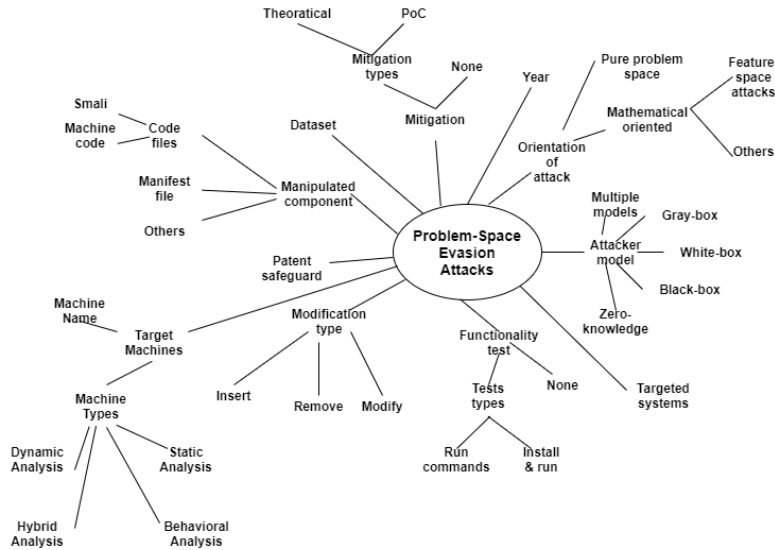 Theoratical
PoC
Mitigation
types
None
Mitigation
Year
Pure problem
space
Feature
space
attacks
Mathematical
oriented
Others
Orientation of
attack
Smali
Machine
code
Code
files
Dataset
Manifest
file
Manipulated
component
Others
Problem-Space
Evasion
Attacks
Multiple
models
Gray-box
Attacker
model
White-box
Black-box
Zero-
knowledge
Patent
safeguard
Machine
Name
Target
Machines
Modification
type
Functionality
test
Insert
Remove
Modify
Tests
types
None
Targeted
systems
Machine
Types
Dynamic
Analysis
Static
Analysis
Run
commands
Install
& run
Hybrid
Analysis
Behavioral
Analysis